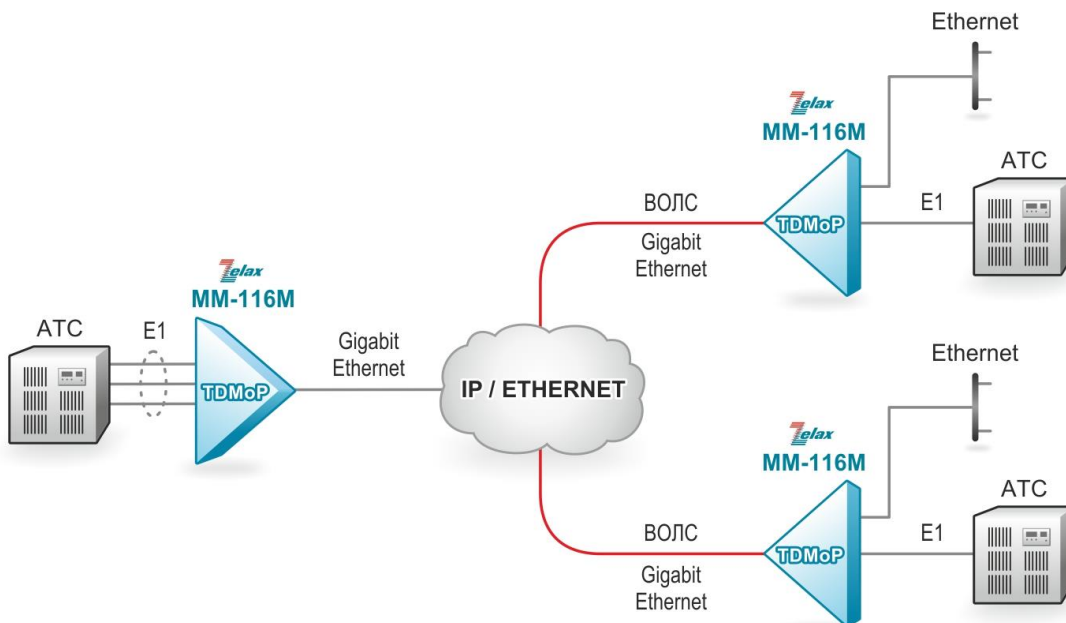 Ethernet
Zelax
MM-116M
АТС
ВОЛС
E1
TDMoP
Gigabit
Ethernet
Zelax
MM-116M
АТС
E1
Gigabit
Ethernet
TDMoP
IP / ETHERNET
Ethernet
Zelax
MM-116M
АТС
ВОЛС
E1
TDMoP
Gigabit
Ethernet